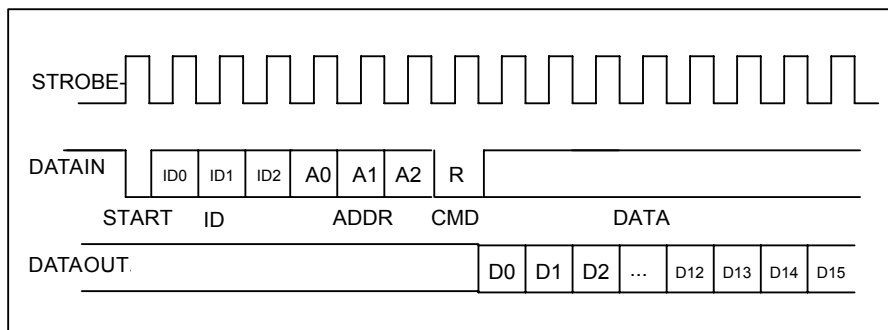 STROBE
DATAIN ID0 ID1 ID2 A0 A1 A2 R
START ID ADDR CMD DATA
DATAOUT. D0 D1 D2 ... D12 D13 D14 D15